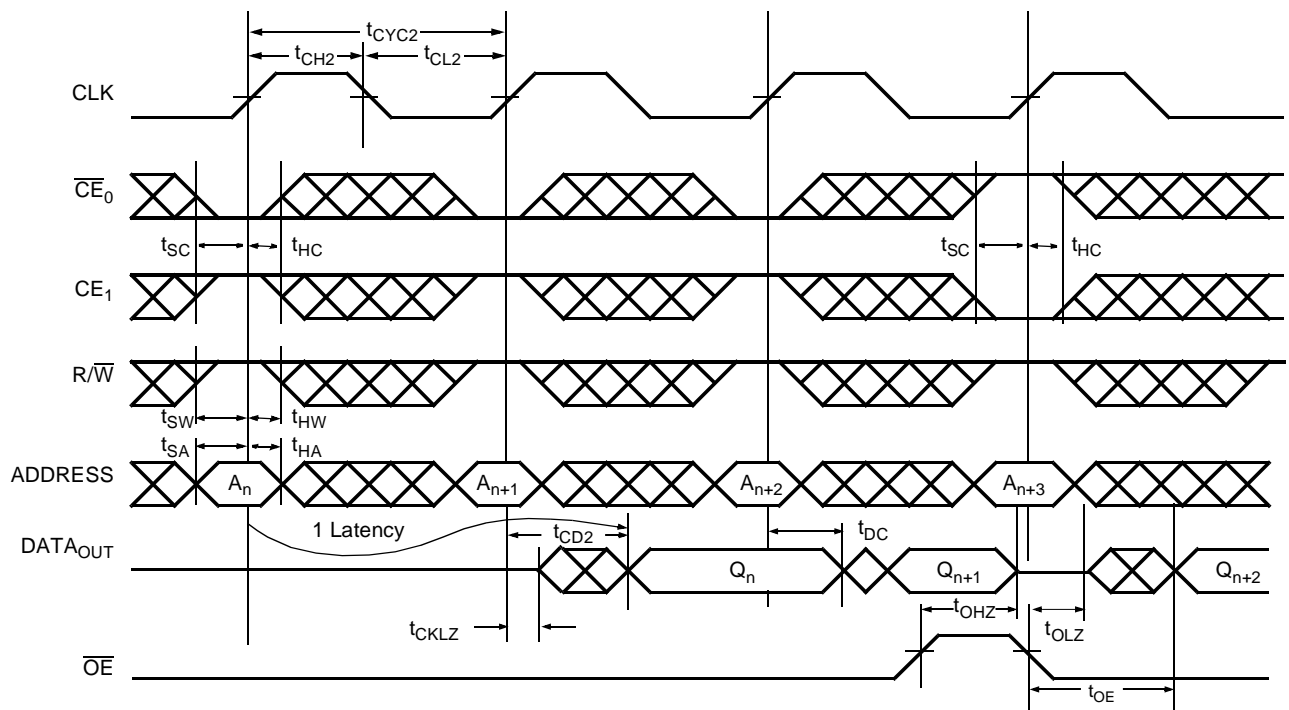 tCYC2
tCH2 tCL2
CLK
CE0
tSC tHC tSC tHC
CE1
R/W
tSW tHW
tSA tHA
ADDRESS An An+1 An+2 An+3
1 Latency tCD2 tDC
DATAOUT Qn Qn+1 Qn+2
tOHZ
tCKLZ tOLZ
OE
tOE